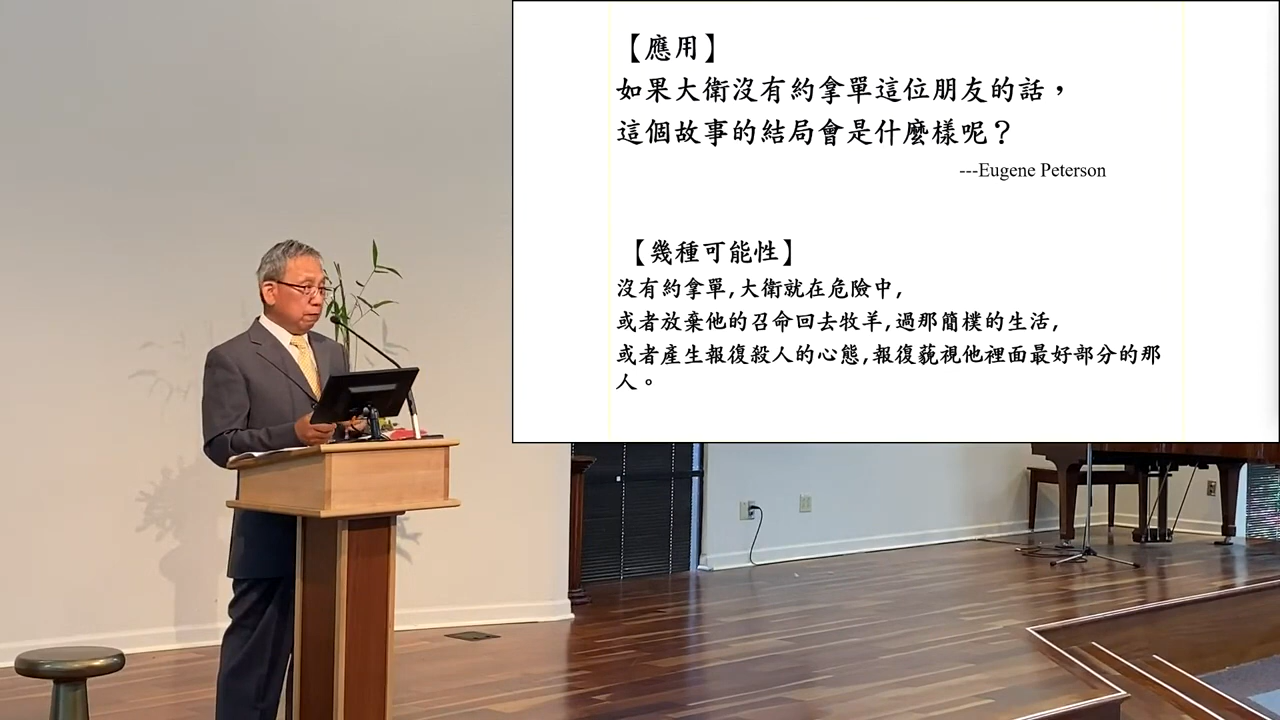 【應用】
如果大衛沒有約拿單這位朋友的話，
這個故事的結局會是什麼樣呢？
---Eugene Peterson
【幾種可能性】
沒有約拿單,大衛就在危險中,
或者放棄他的召命回去牧羊,過那簡樸的生活,
或者產生報復殺人的心態,報復藐視他裡面最好部分的那
人。